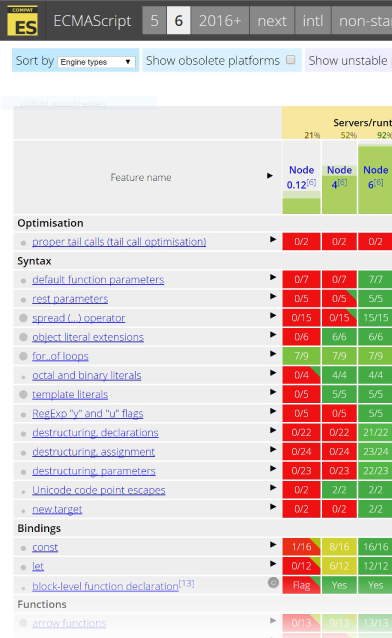 COMPAT
ES ECMAScript 5 6 2016+ next intl non-sta
Sort by Engine types Show obsolete platforms Show unstable
Servers/runt
21% 52% 92%
Feature name Node 0.12[6] Node 4[6] Node 6[6]
Optimisation
proper tail calls (tail call optimisation) 0/2 0/2 0/2
Syntax
default function parameters 0/7 0/7 7/7
rest parameters 0/5 0/5 5/5
spread (...) operator 0/15 0/15 15/15
object literal extensions 0/6 6/6 6/6
for..of loops 7/9 7/9 7/9
octal and binary literals 0/4 4/4 4/4
template literals 0/5 5/5 5/5
RegExp "y" and "u" flags 0/5 0/5 5/5
destructuring, declarations 0/22 0/22 21/22
destructuring, assignment 0/24 0/24 23/24
destructuring, parameters 0/23 0/23 22/23
Unicode code point escapes 0/2 2/2 2/2
new.target 0/2 0/2 2/2
Bindings
const 1/16 8/16 16/16
let 0/12 6/12 12/12
block-level function declaration[13] c Flag Yes Yes
Functions
arrow functions 0/13 9/13 13/13